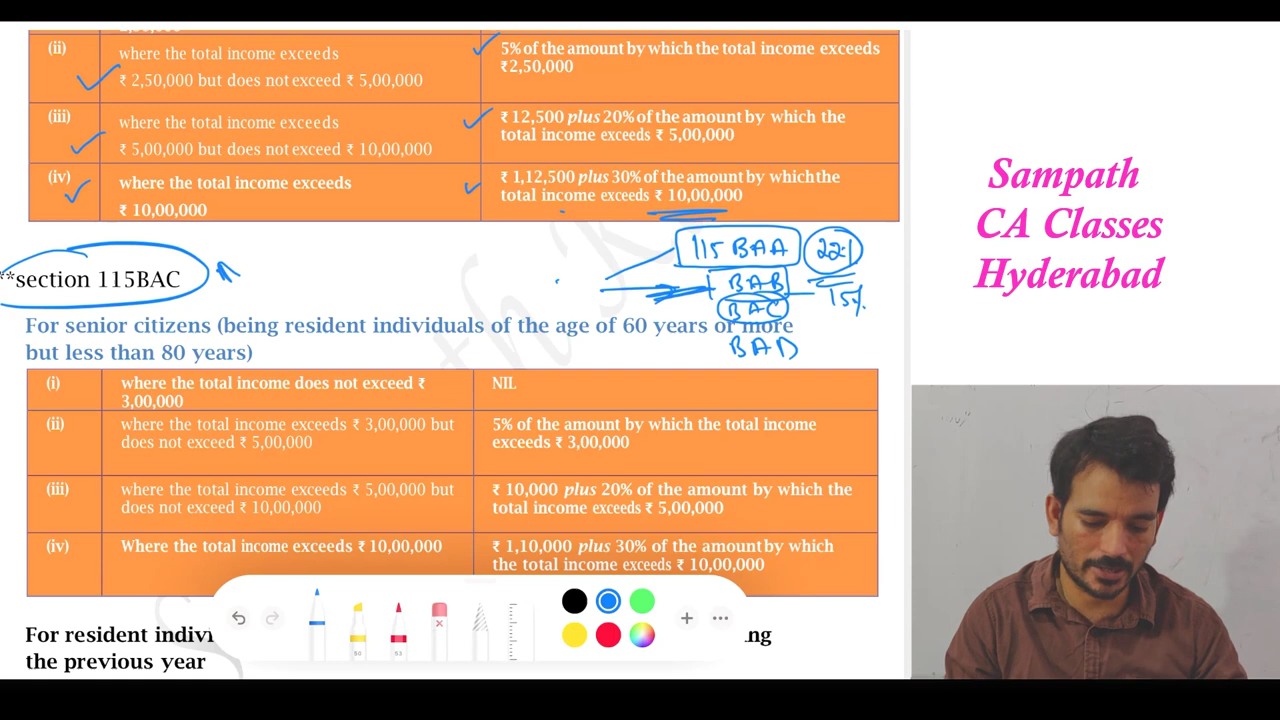 (ii)
where the total income exceeds
₹ 2,50,000 but does not exceed ₹ 5,00,000
5% of the amount by which the total income exceeds
₹2,50,000
(iii)
where the total income exceeds
₹ 5,00,000 but does not exceed ₹ 10,00,000
₹ 12,500 plus 20% of the amount by which the
total income exceeds ₹ 5,00,000
(iv)
where the total income exceeds
₹ 10,00,000
₹ 1,12,500 plus 30% of the amount by which the
total income exceeds ₹ 10,00,000
115 BAA 22.1
BAB 15%
BAC
BAD
**section 115BAC
For senior citizens (being resident individuals of the age of 60 years or more
but less than 80 years)
(i)
where the total income does not exceed ₹
3,00,000
NIL
(ii)
where the total income exceeds ₹ 3,00,000 but
does not exceed ₹ 5,00,000
5% of the amount by which the total income
exceeds ₹ 3,00,000
(iii)
where the total income exceeds ₹ 5,00,000 but
does not exceed ₹ 10,00,000
₹ 10,000 plus 20% of the amount by which the
total income exceeds ₹ 5,00,000
(iv)
Where the total income exceeds ₹ 10,00,000
₹ 1,10,000 plus 30% of the amount by which
the total income exceeds ₹ 10,00,000
For resident indivi
the previous year
Sampath
CA Classes
Hyderabad